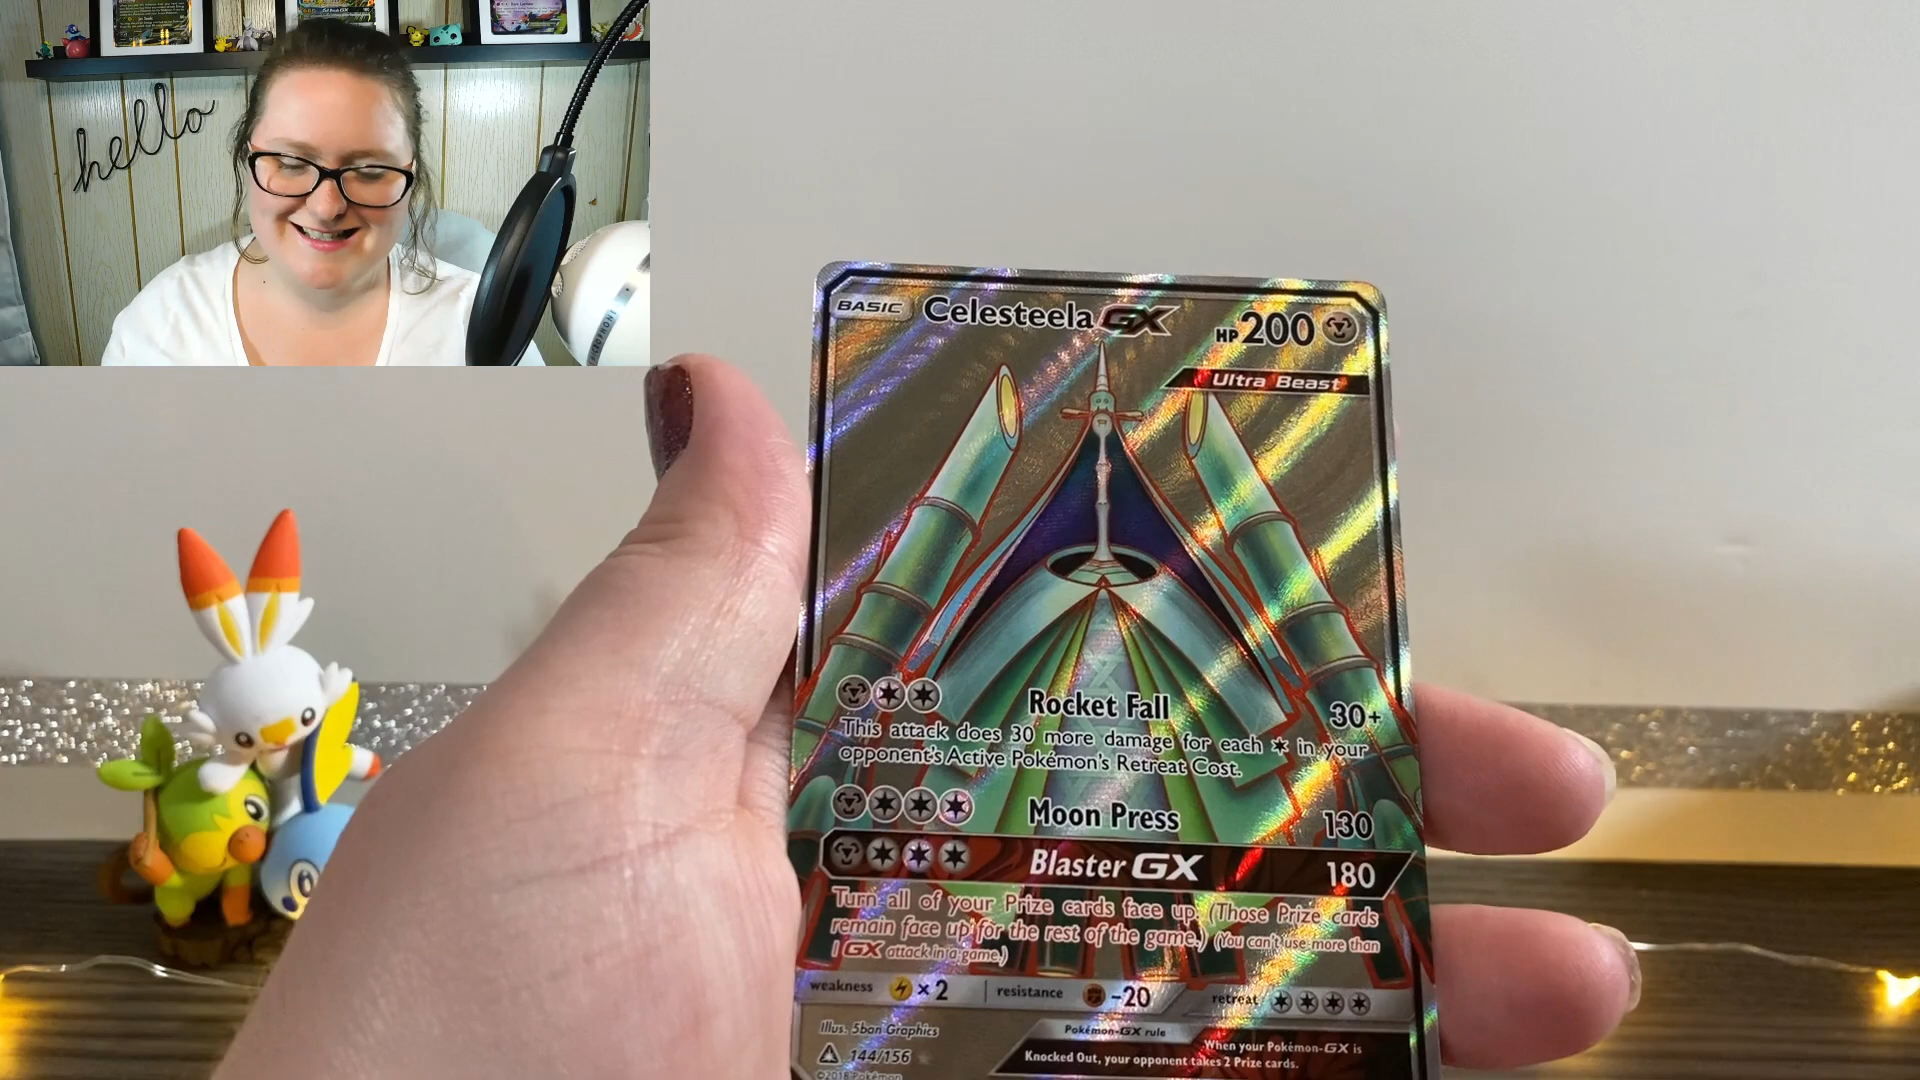 hello
MICROPHONE
BASIC Celesteela GX HP 200
Ultra Beast
Rocket Fall 30+
This attack does 30 more damage for each in your
opponent's Active Pokémon's Retreat Cost.
Moon Press 130
Blaster GX 180
Turn all of your Prize cards face up. (Those Prize cards
remain face up for the rest of the game.) (You can't use more than
1 GX attack in a game.)
weakness × 2 resistance -20 retreat
Illus. 5ban Graphics
144/156
©2018 Pokémon
Pokémon-GX rule
When your Pokémon-GX is
Knocked Out, your opponent takes 2 Prize cards.